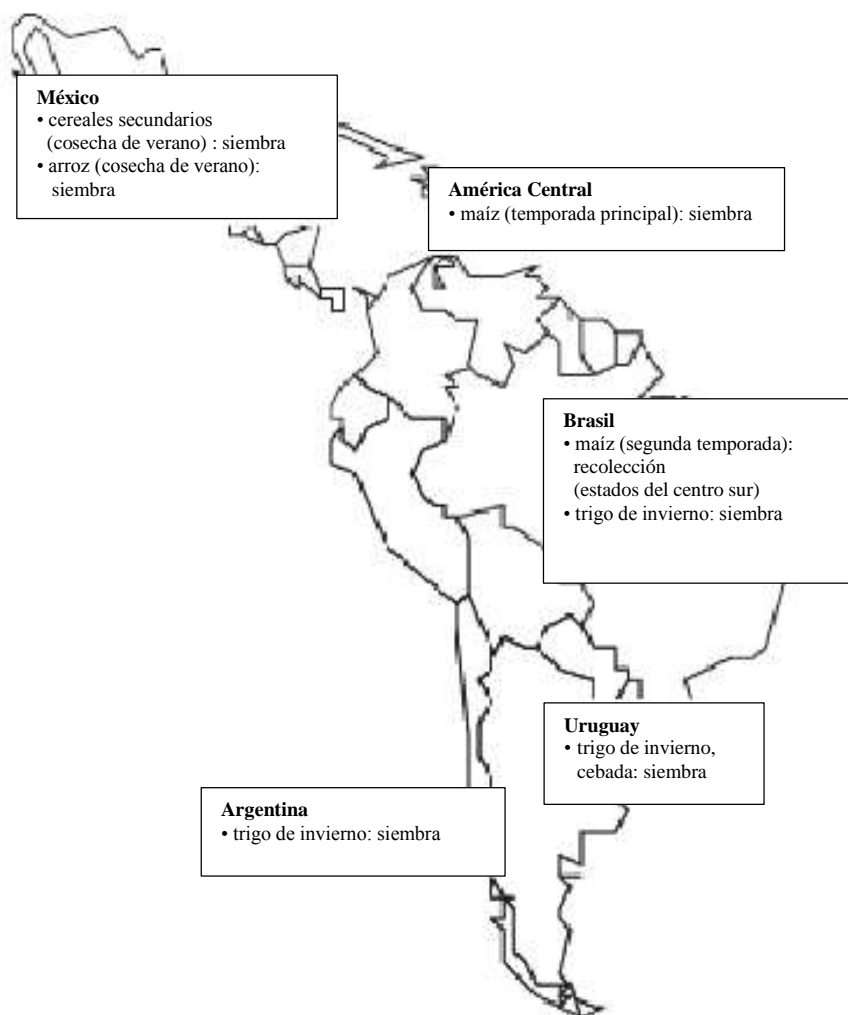 México
• cereales secundarios
(cosecha de verano) : siembra
• arroz (cosecha de verano):
siembra
América Central
• maíz (temporada principal): siembra
Brasil
• maíz (segunda temporada):
recolección
(estados del centro sur)
• trigo de invierno: siembra
Uruguay
• trigo de invierno,
cebada: siembra
Argentina
• trigo de invierno: siembra